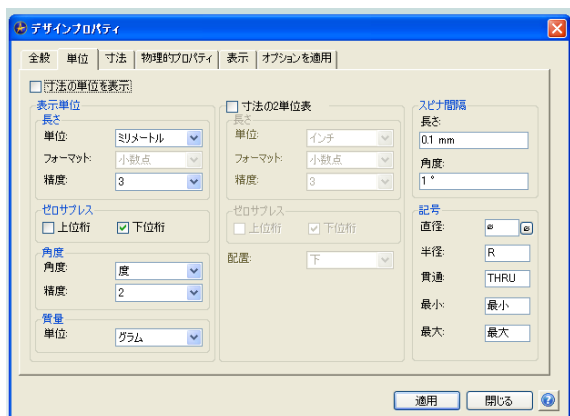 デザインプロパティ
全般 単位 寸法 物理的プロパティ 表示 オプションを適用
寸法の単位を表示
表示単位
長さ
単位: ミリメートル
フォーマット: 小数点
精度: 3
ゼロサプレス
上位桁 下位桁
角度
角度: 度
精度: 2
質量
単位: グラム
寸法の2単位表
長さ
単位: インチ
フォーマット: 小数点
精度: 3
ゼロサプレス
上位桁 下位桁
配置: 下
スピナ間隔
長さ:
0.1 mm
角度:
1 °
記号
直径: ø ø
半径: R
貫通: THRU
最小: 最小
最大: 最大
適用 閉じる ?